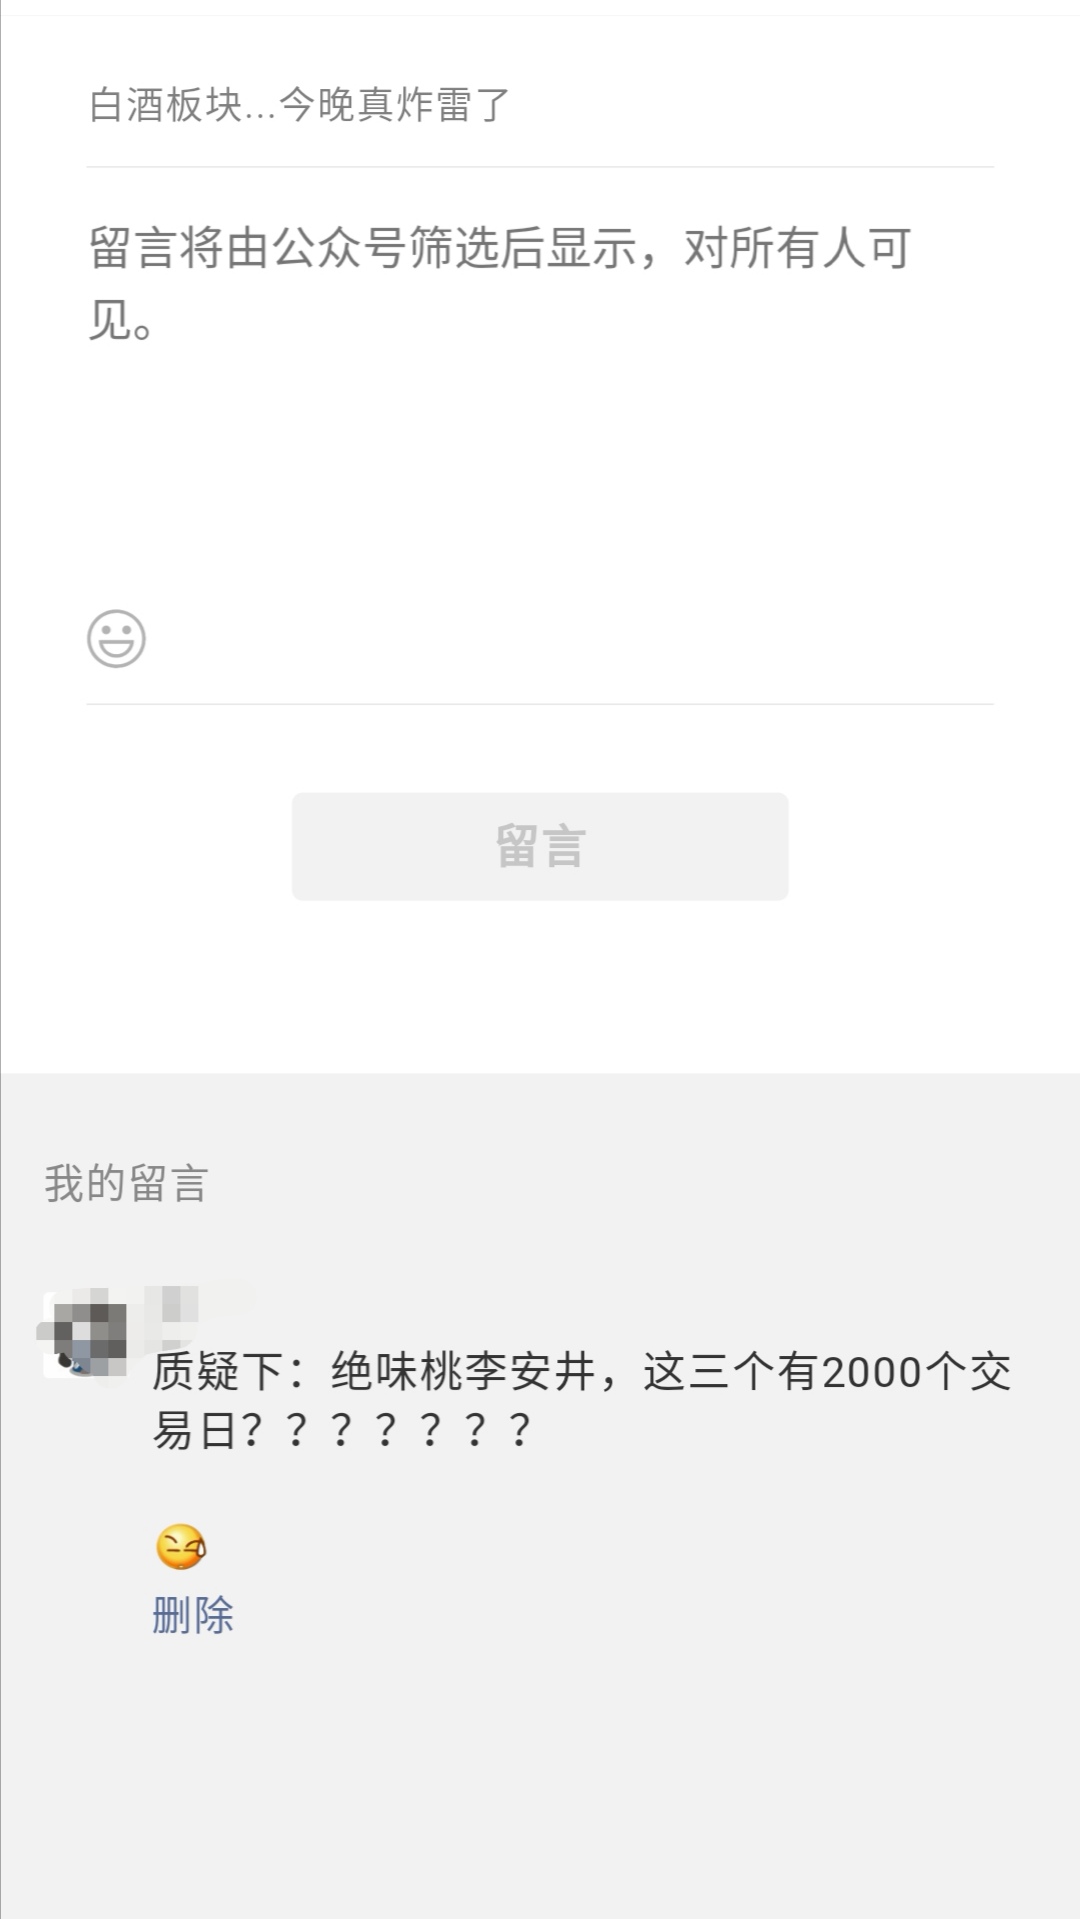 白酒板块...今晚真炸雷了
留言将由公众号筛选后显示，对所有人可
见。
留言
我的留言
质疑下：绝味桃李安井，这三个有2000个交
易日？？？？？？？
删除